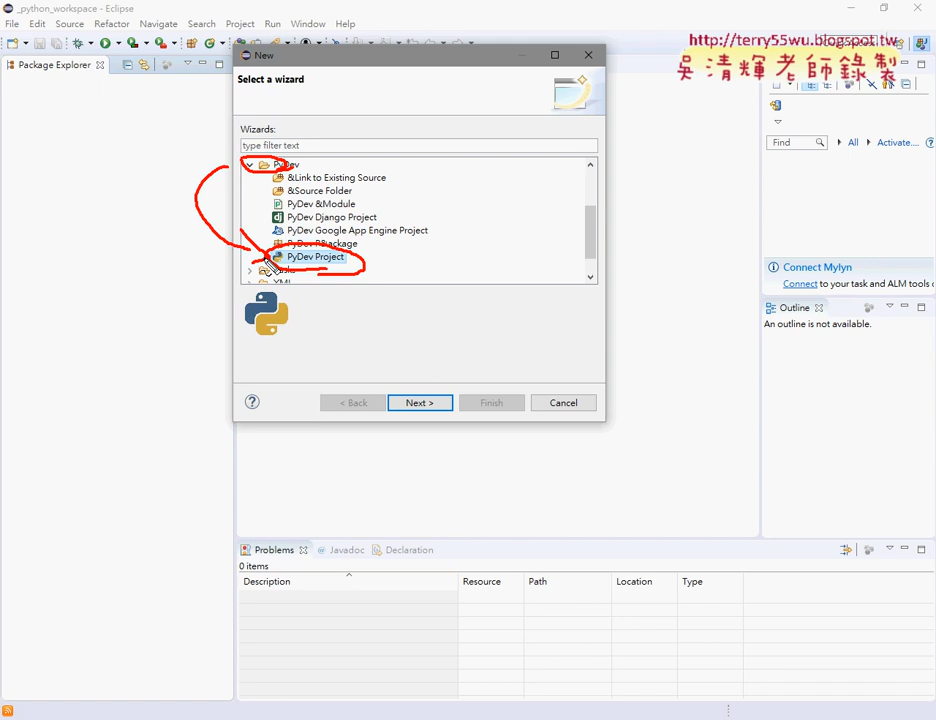 _python_workspace - Eclipse
File Edit Source Refactor Navigate Search Project Run Window Help
http://terry55wu.blogspot.tw
吳清輝老師錄製
Package Explorer
New
Select a wizard
Wizards:
type filter text
PyDev
&Link to Existing Source
&Source Folder
PyDev &Module
PyDev Django Project
PyDev Google App Engine Project
PyDev P&ackage
PyDev Project
XML
< Back Next > Finish Cancel
Find All Activate...
Connect Mylyn
Connect to your task and ALM tools
Outline
An outline is not available.
Problems Javadoc Declaration
0 items
Description Resource Path Location Type